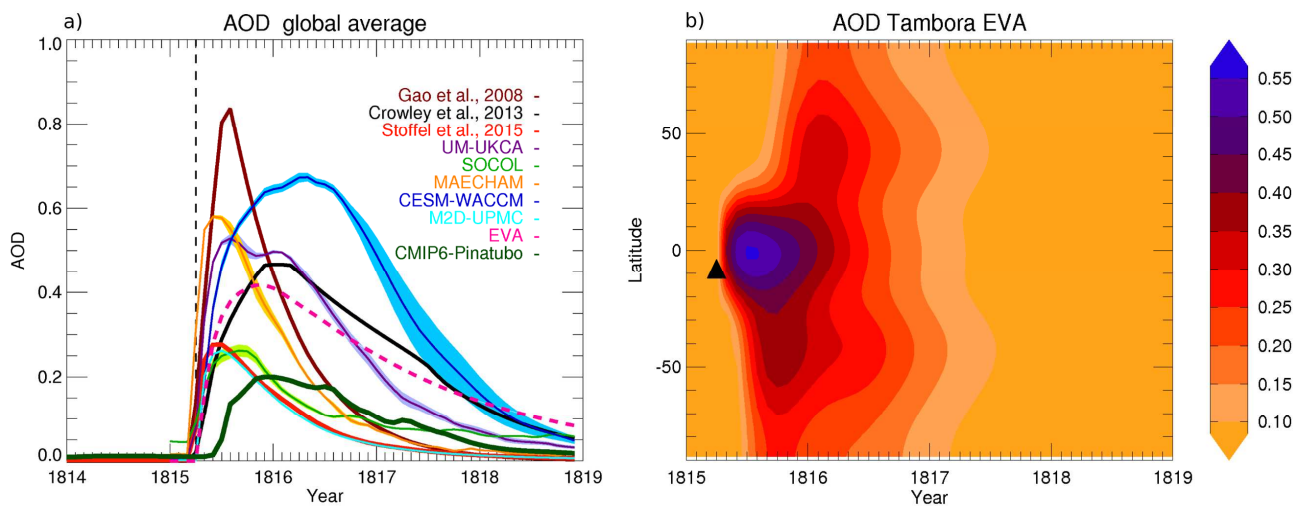 a)
AOD global average
1.0
0.8
0.6
0.4
0.2
0.0
AOD
Gao et al., 2008 -
Crowley et al., 2013 -
Stoffel et al., 2015 -
UM-UKCA -
SOCOL -
MAECHAM -
CESM-WACCM -
M2D-UPMC -
EVA -
CMIP6-Pinatubo -
1814 1815 1816 1817 1818 1819
Year
b)
AOD Tambora EVA
50
0
-50
Latitude
1815 1816 1817 1818 1819
Year
0.55
0.50
0.45
0.40
0.35
0.30
0.25
0.20
0.15
0.10